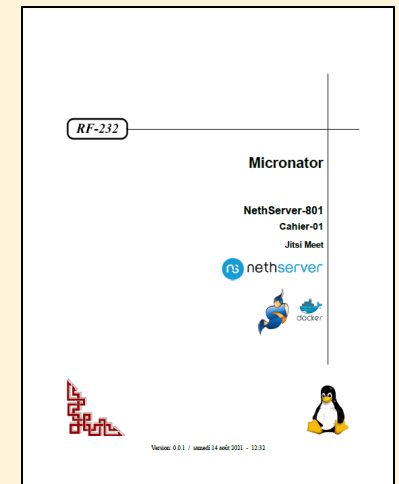 RF-232
Micronator
NethServer-801
Cahier-01
Jitsi Meet
ns nethserver
docker
Version: 0.0.1 / samedi 14 août 2021 - 12:32